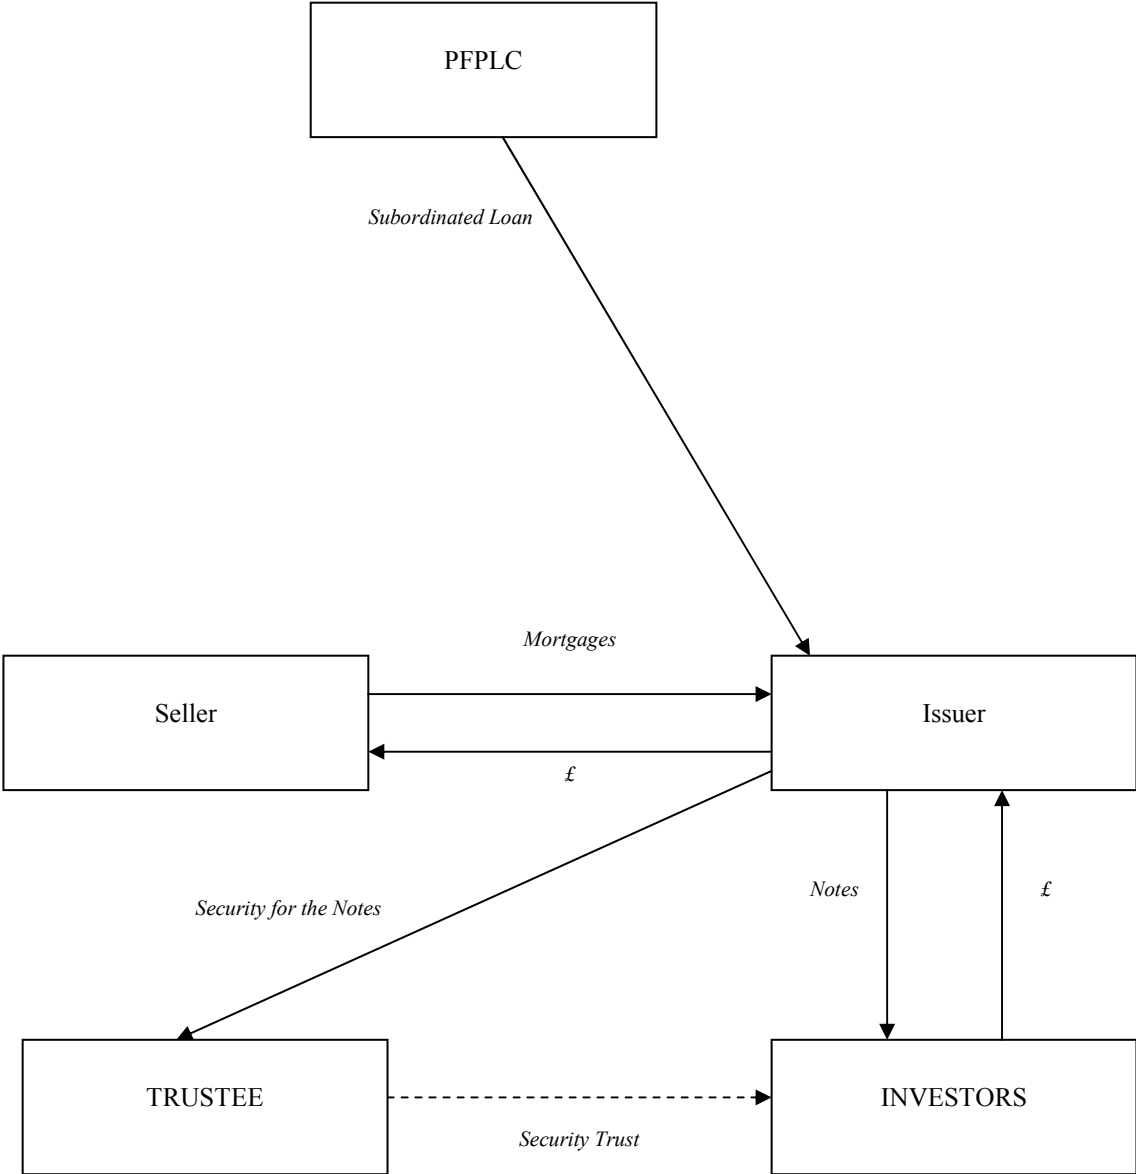 PFPLC
Subordinated Loan
Mortgages
Seller
Issuer
£
Security for the Notes
Notes
£
TRUSTEE
INVESTORS
Security Trust